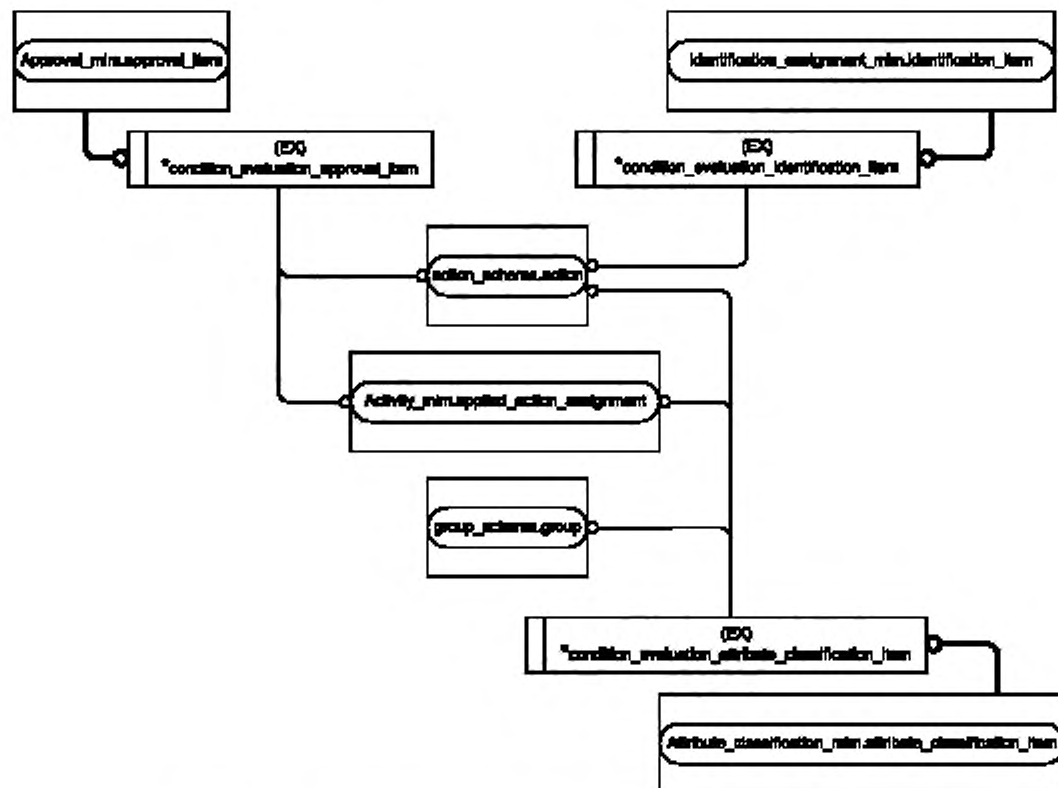 Approval_mim.approval_item
Identification_assignment_mim.identification_item
(EX)
*condition_evaluation_approval_item
(EX)
*condition_evaluation_identification_item
action_schema.action
Activity_mim.applied_action_assignment
group_schema.group
(EX)
*condition_evaluation_attribute_classification_item
Attribute_classification_mim.attribute_classification_item